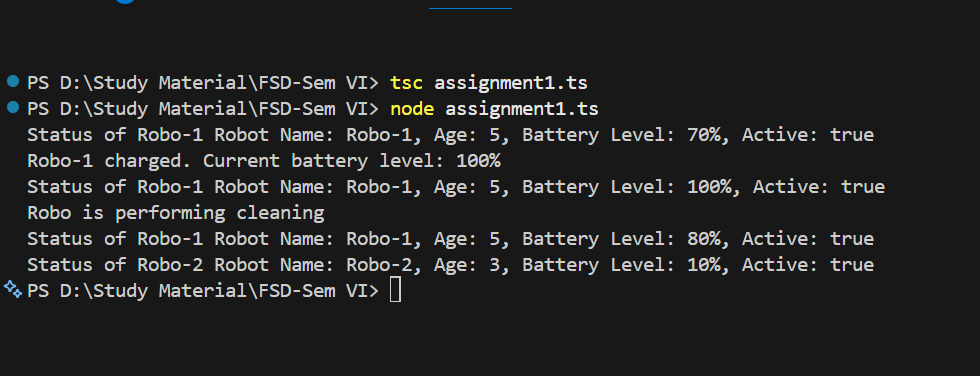 PS D:\Study Material\FSD-Sem VI> tsc assignment1.ts
PS D:\Study Material\FSD-Sem VI> node assignment1.ts
Status of Robo-1 Robot Name: Robo-1, Age: 5, Battery Level: 70%, Active: true
Robo-1 charged. Current battery level: 100%
Status of Robo-1 Robot Name: Robo-1, Age: 5, Battery Level: 100%, Active: true
Robo is performing cleaning
Status of Robo-1 Robot Name: Robo-1, Age: 5, Battery Level: 80%, Active: true
Status of Robo-2 Robot Name: Robo-2, Age: 3, Battery Level: 10%, Active: true
PS D:\Study Material\FSD-Sem VI>